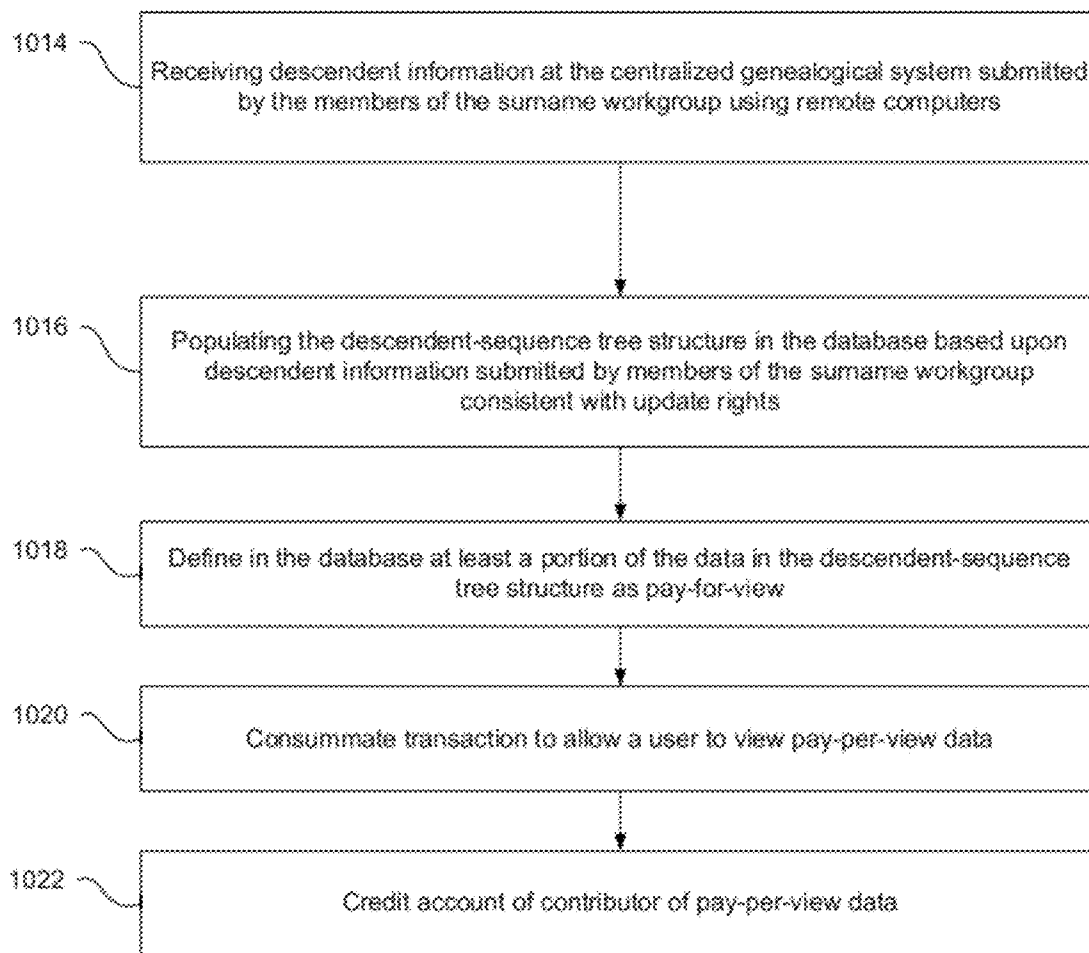 1014
Receiving descendent information at the centralized genealogical system submitted
by the members of the surname workgroup using remote computers
1016
Populating the descendent-sequence tree structure in the database based upon
descendent information submitted by members of the surname workgroup
consistent with update rights
1018
Define in the database at least a portion of the data in the descendent-sequence
tree structure as pay-for-view
1020
Consummate transaction to allow a user to view pay-per-view data
1022
Credit account of contributor of pay-per-view data